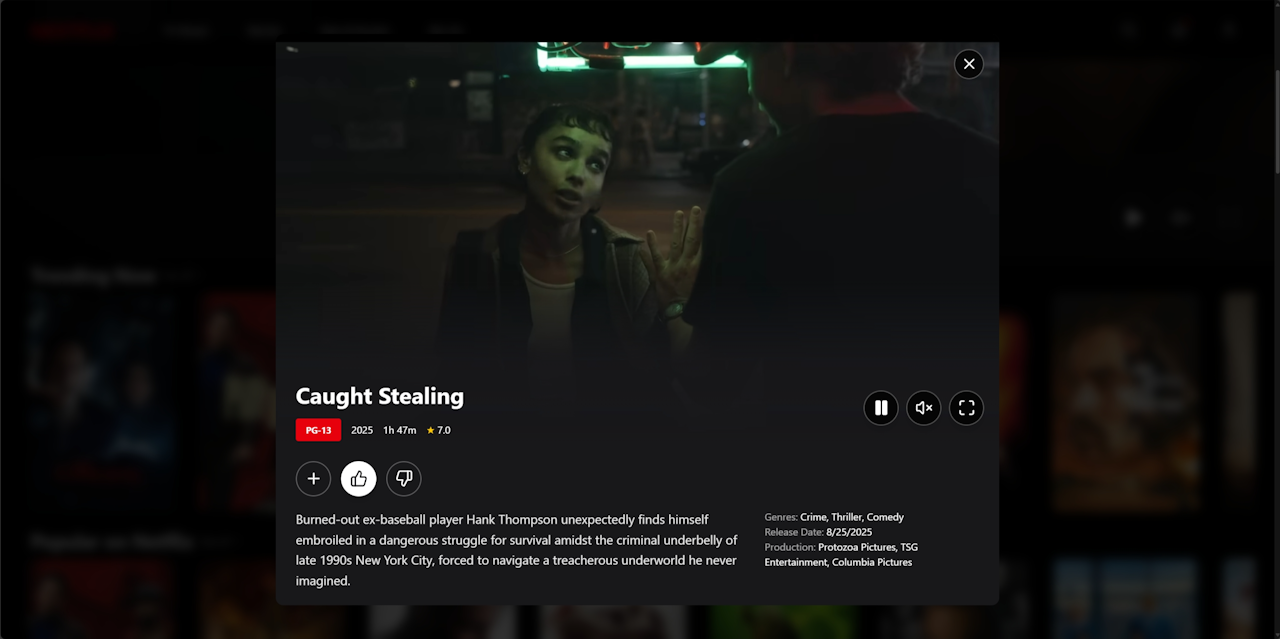 Caught Stealing
PG-13 2025 1h 47m ★ 7.0
Burned-out ex-baseball player Hank Thompson unexpectedly finds himself
embroiled in a dangerous struggle for survival amidst the criminal underbelly of
late 1990s New York City, forced to navigate a treacherous underworld he never
imagined.
Genres: Crime, Thriller, Comedy
Release Date: 8/25/2025
Production: Protozoa Pictures, TSG
Entertainment, Columbia Pictures